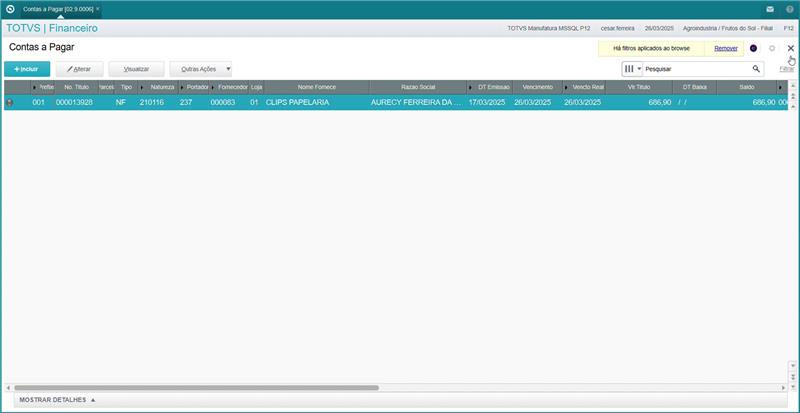 Contas a Pagar [02.9.0006] ×
TOTVS | Financeiro
TOTVS Manufatura MSSQL P12 cesar.ferreira 26/03/2025 Agroindustria / Frutos do Sol - Filial F12
Contas a Pagar
Há filtros aplicados ao browse Remover
+ Incluir Alterar Visualizar Outras Ações
Pesquisar Filtrar
Prefixo No. Titulo Parcela Tipo Natureza Portador Fornecedor Loja Nome Fornece Razao Social DT Emissao Vencimento Vencto Real Vlr.Titulo DT Baixa Saldo
001 000013928 NF 210116 237 000083 01 CLIPS PAPELARIA AURECY FERREIRA DA ... 17/03/2025 26/03/2025 26/03/2025 686,90 / / 686,90
MOSTRAR DETALHES